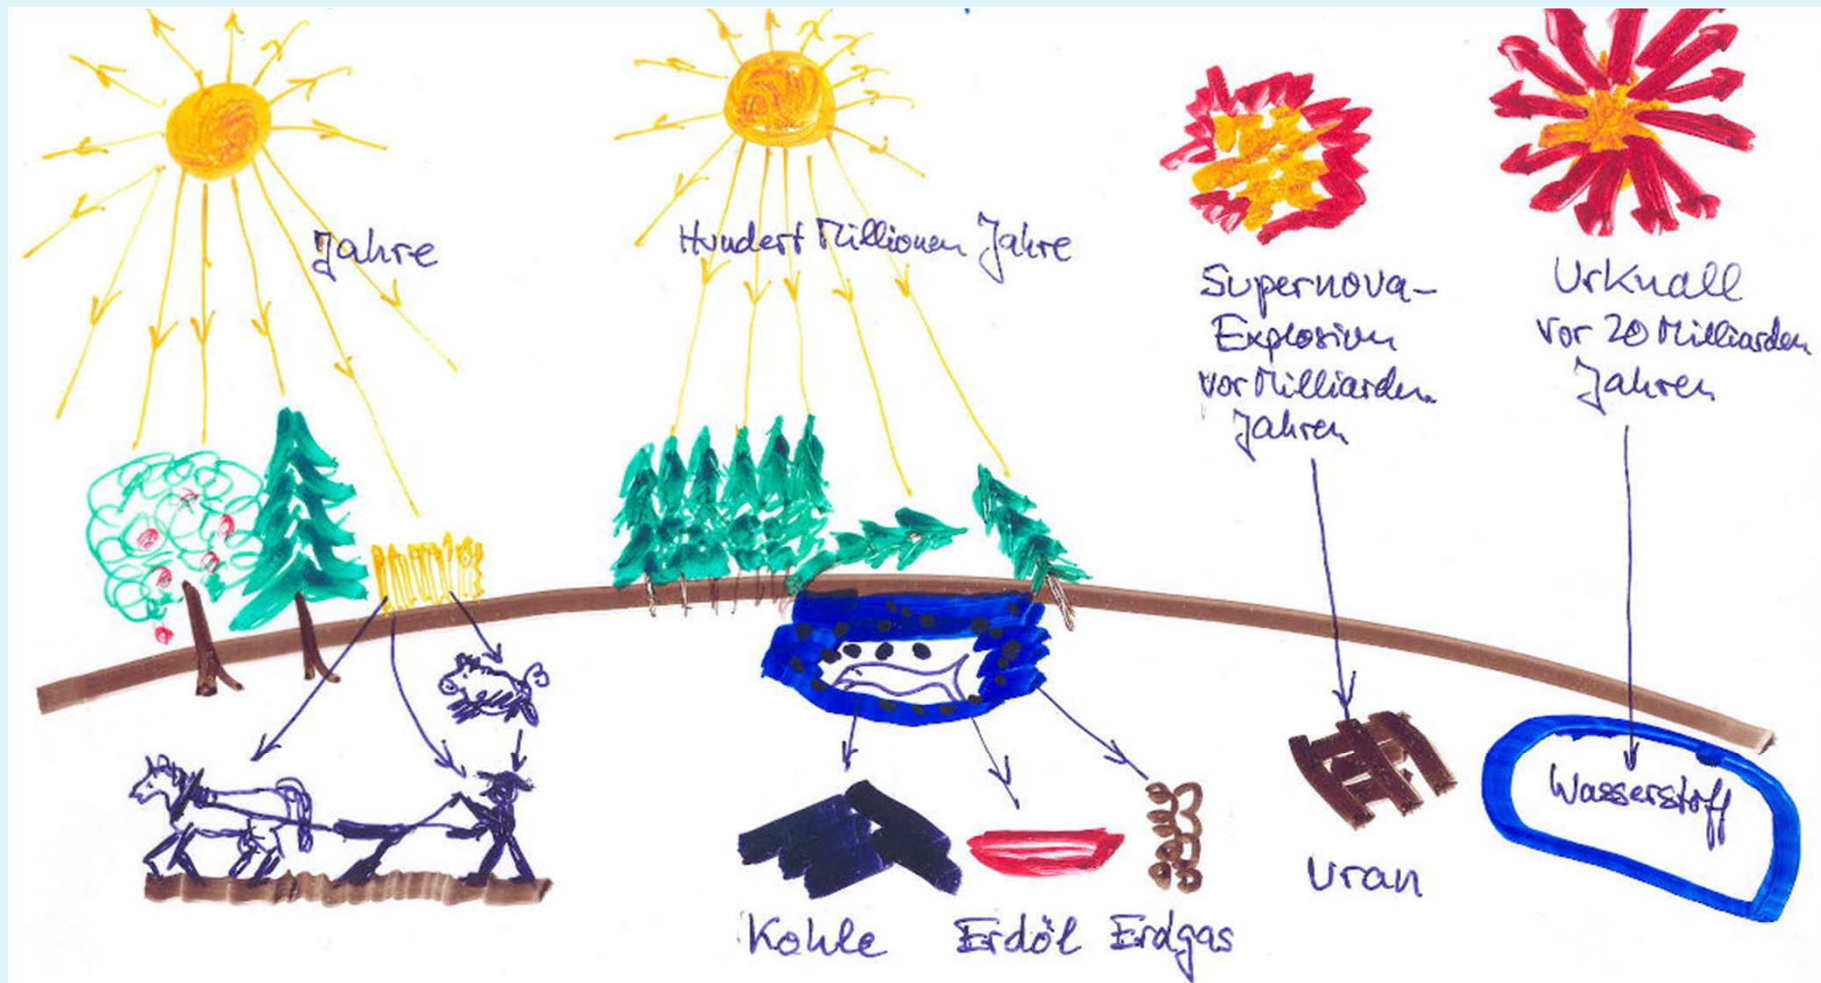 Jahre
Hundert Millionen Jahre
Supernova-
Explosion
vor Milliarden
Jahren
Urknall
vor 20 Milliarden
Jahren
Wasserstoff
Uran
Kohle
Erdöl
Erdgas